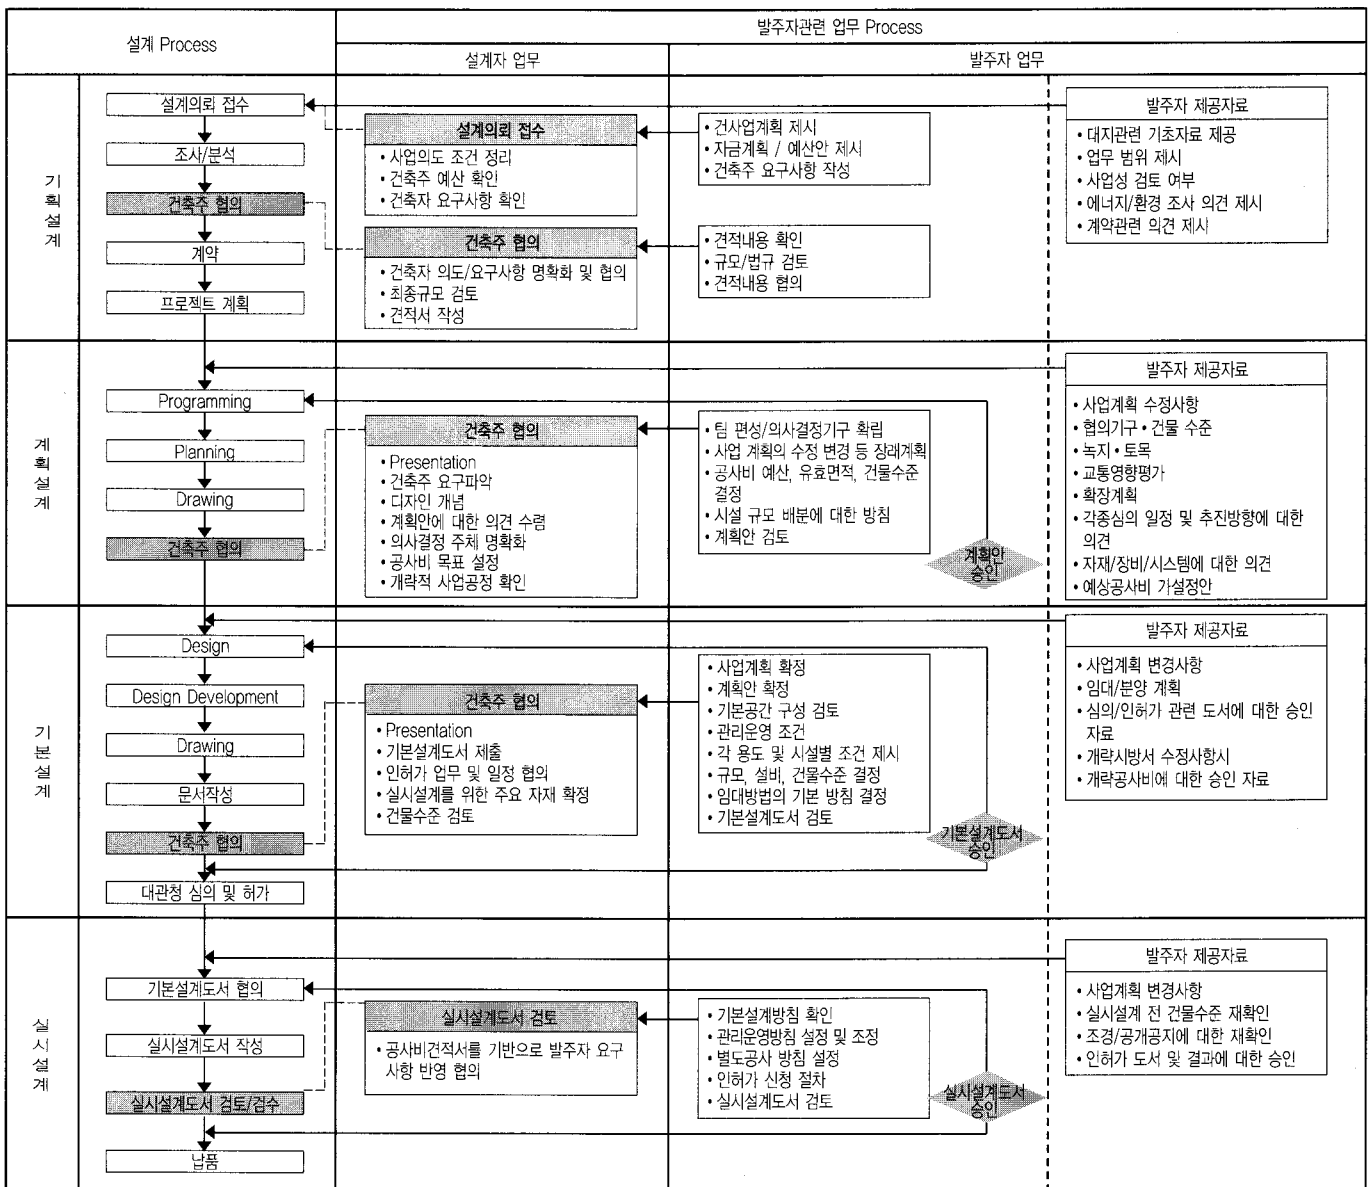 설계 Process
발주자관련 업무 Process
설계자 업무
발주자 업무
기획설계
설계의뢰 접수
조사/분석
건축주 협의
계약
프로젝트 계획
설계의뢰 접수
• 사업의도 조건 정리
• 건축주 예산 확인
• 건축자 요구사항 확인
건축주 협의
• 건축자 의도/요구사항 명확화 및 협의
• 최종규모 검토
• 견적서 작성
• 건사업계획 제시
• 자금계획 / 예산안 제시
• 건축주 요구사항 작성
• 견적내용 확인
• 규모/법규 검토
• 견적내용 협의
발주자 제공자료
• 대지관련 기초자료 제공
• 업무 범위 제시
• 사업성 검토 여부
• 에너지/환경 조사 의견 제시
• 계약관련 의견 제시
계획설계
Programming
Planning
Drawing
건축주 협의
건축주 협의
• Presentation
• 건축주 요구파악
• 디자인 개념
• 계획안에 대한 의견 수렴
• 의사결정 주체 명확화
• 공사비 목표 설정
• 개략적 사업공정 확인
• 팀 편성/의사결정기구 확립
• 사업 계획의 수정 변경 등 장래계획
• 공사비 예산, 유효면적, 건물수준
결정
• 시설 규모 배분에 대한 방침
• 계획안 검토
계획안
승인
발주자 제공자료
• 사업계획 수정사항
• 협의기구 • 건물 수준
• 녹지 • 토목
• 교통영향평가
• 확장계획
• 각종심의 일정 및 추진방향에 대한
의견
• 자재/장비/시스템에 대한 의견
• 예상공사비 가설정안
기본설계
Design
Design Development
Drawing
문서작성
건축주 협의
대관청 심의 및 허가
건축주 협의
• Presentation
• 기본설계도서 제출
• 인허가 업무 및 일정 협의
• 실시설계를 위한 주요 자재 확정
• 건물수준 검토
• 사업계획 확정
• 계획안 확정
• 기본공간 구성 검토
• 관리운영 조건
• 각 용도 및 시설별 조건 제시
• 규모, 설비, 건물수준 결정
• 임대방법의 기본 방침 결정
• 기본설계도서 검토
기본설계도서
승인
발주자 제공자료
• 사업계획 변경사항
• 임대/분양 계획
• 심의/인허가 관련 도서에 대한 승인
자료
• 개략시방서 수정사항시
• 개략공사비에 대한 승인 자료
실시설계
기본설계도서 협의
실시설계도서 작성
실시설계도서 검토/검수
납품
실시설계도서 검토
• 공사비견적서를 기반으로 발주자 요구
사항 반영 협의
• 기본설계방침 확인
• 관리운영방침 설정 및 조정
• 별도공사 방침 설정
• 인허가 신청 절차
• 실시설계도서 검토
실시설계도서
승인
발주자 제공자료
• 사업계획 변경사항
• 실시설계 전 건물수준 재확인
• 조경/공개공지에 대한 재확인
• 인허가 도서 및 결과에 대한 승인